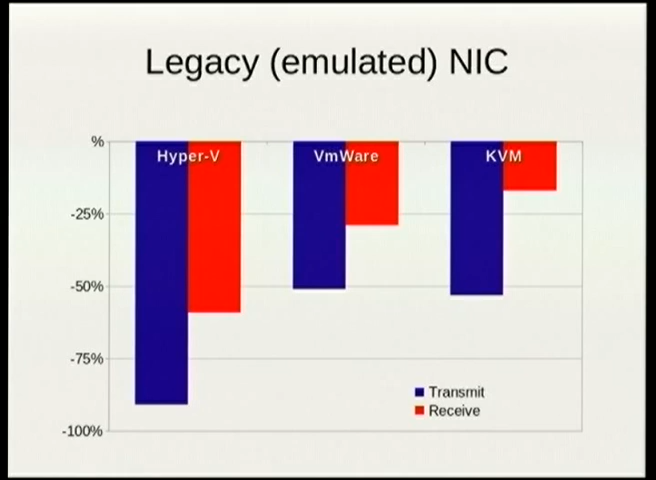 Legacy (emulated) NIC
%
Hyper-V
VmWare
KVM
-25%
-50%
-75%
Transmit
Receive
-100%